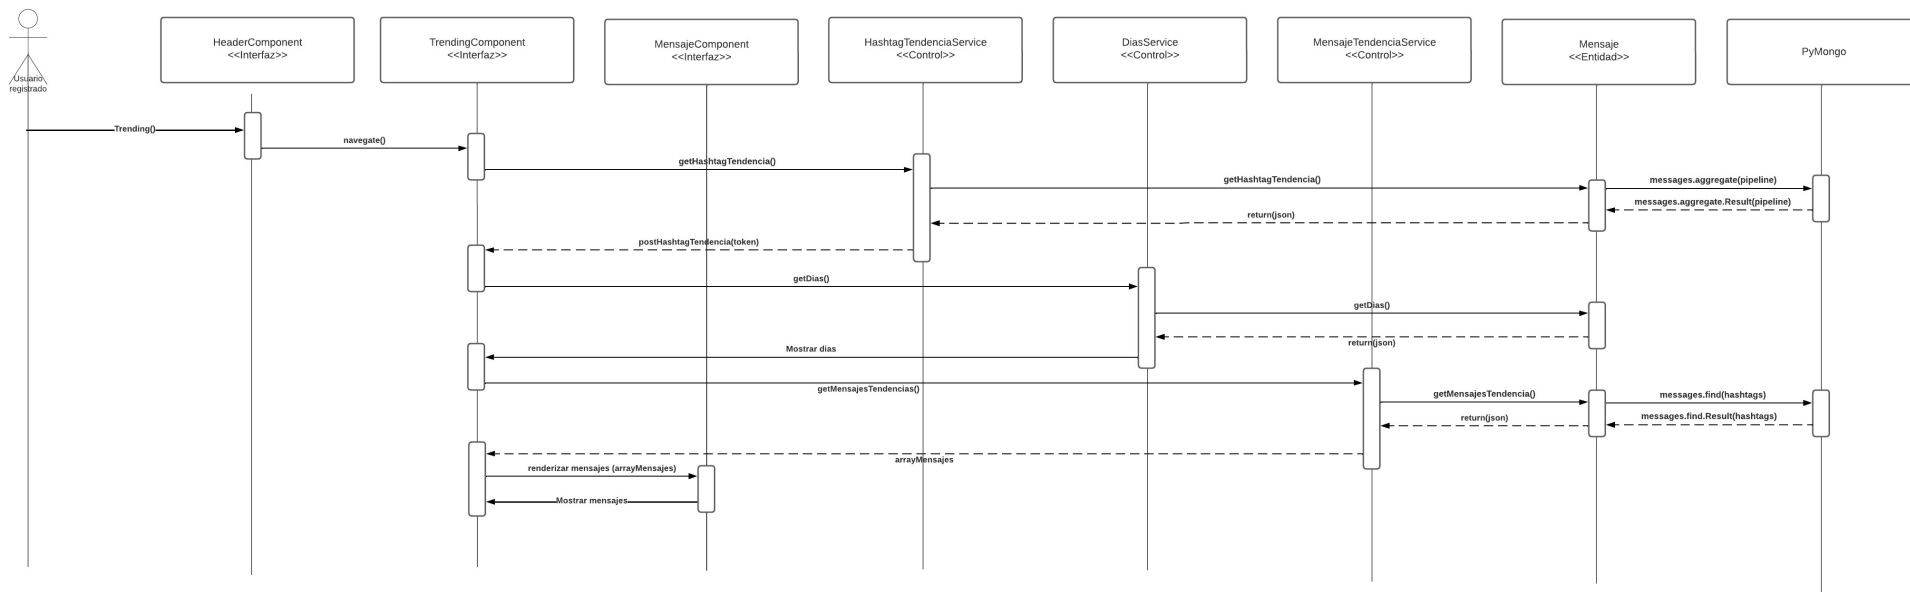 Usuario
registrado
HeaderComponent
<<Interfaz>>
TrendingComponent
<<Interfaz>>
MensajeComponent
<<Interfaz>>
HashtagTendenciaService
<<Control>>
DiasService
<<Control>>
MensajeTendenciaService
<<Control>>
Mensaje
<<Entidad>>
PyMongo
Trending()
navegate()
getHashtagTendencia()
getHashtagTendencia()
messages.aggregate(pipeline)
messages.aggregate.Result(pipeline)
return(json)
postHashtagTendencia(token)
getDias()
getDias()
return(json)
Mostrar dias
getMensajesTendencias()
getMensajesTendencia()
messages.find(hashtags)
messages.find.Result(hashtags)
return(json)
arrayMensajes
renderizar mensajes (arrayMensajes)
Mostrar mensajes